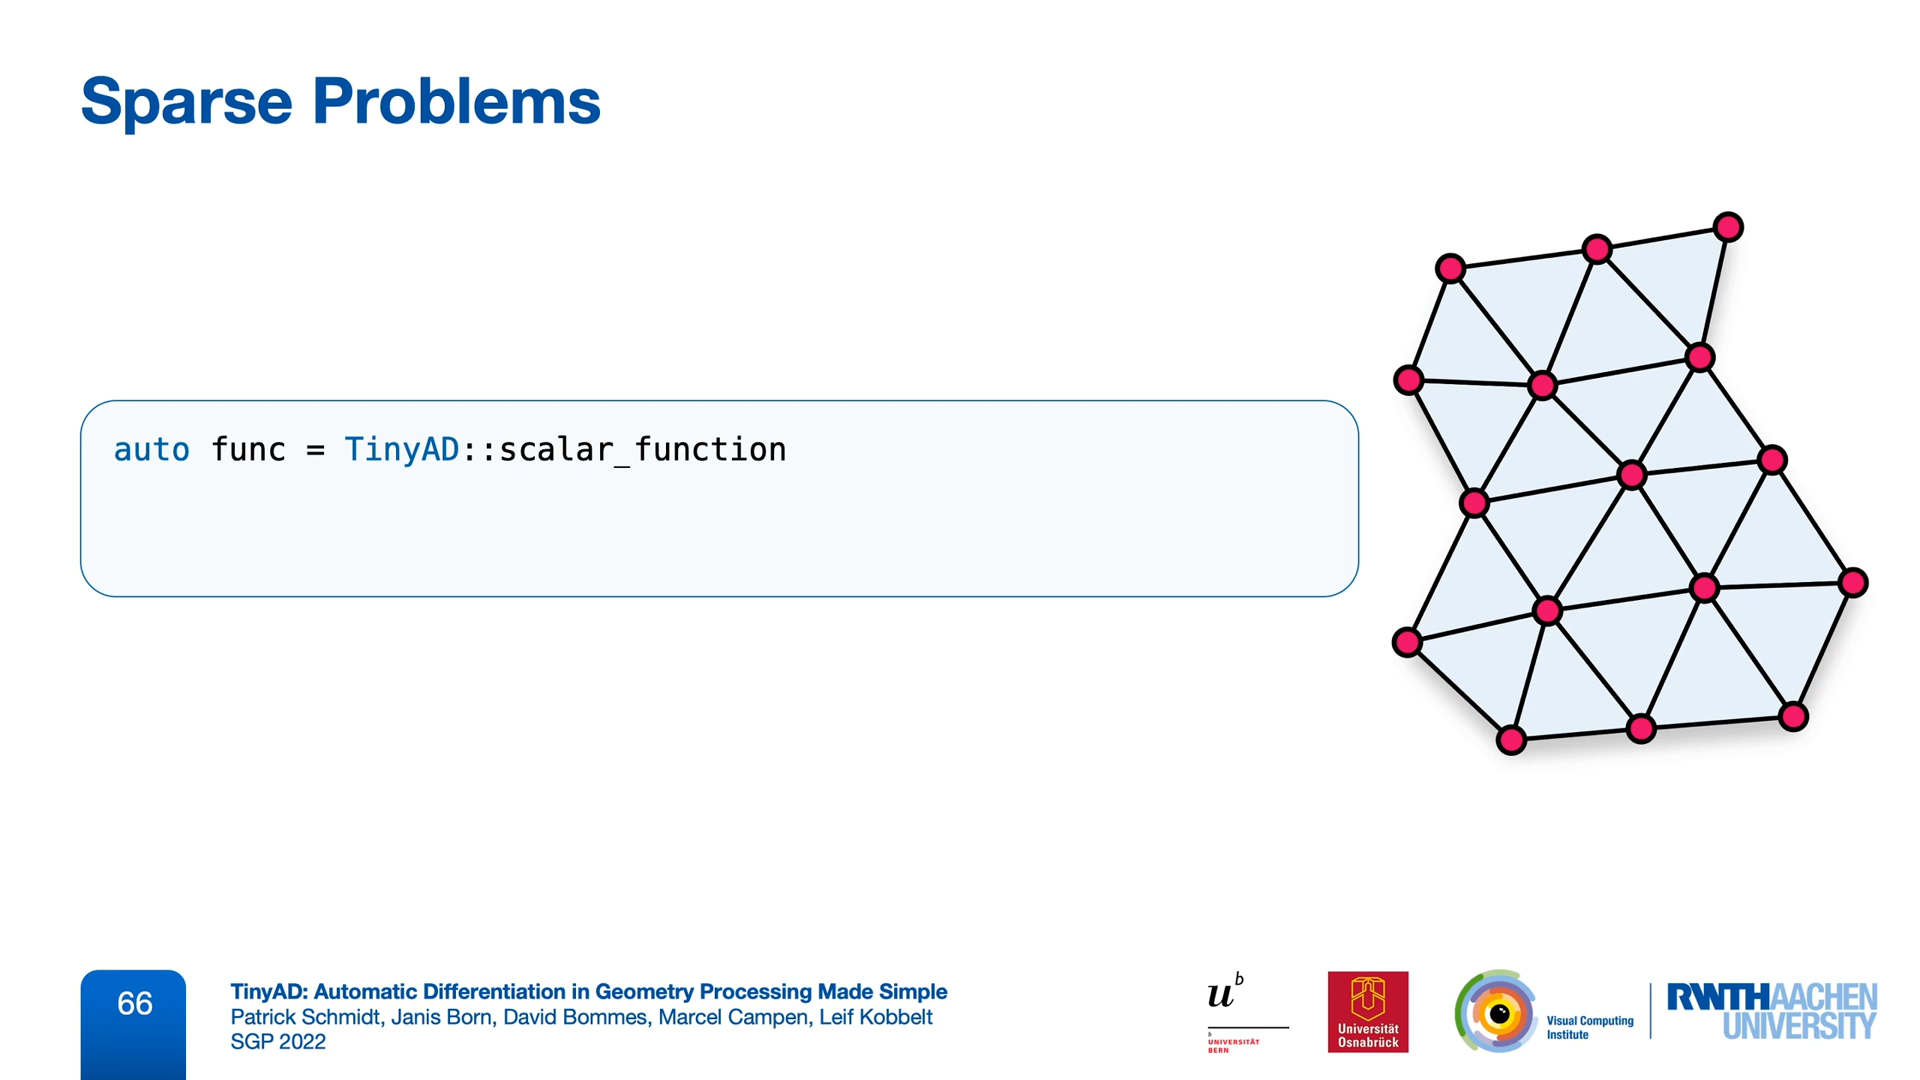 Sparse Problems
auto func = TinyAD::scalar_function
66
TinyAD: Automatic Differentiation in Geometry Processing Made Simple
Patrick Schmidt, Janis Born, David Bommes, Marcel Campen, Leif Kobbelt
SGP 2022
u b
b
UNIVERSITÄT
BERN
Universität
Osnabrück
Visual Computing
Institute
RWTH AACHEN
UNIVERSITY